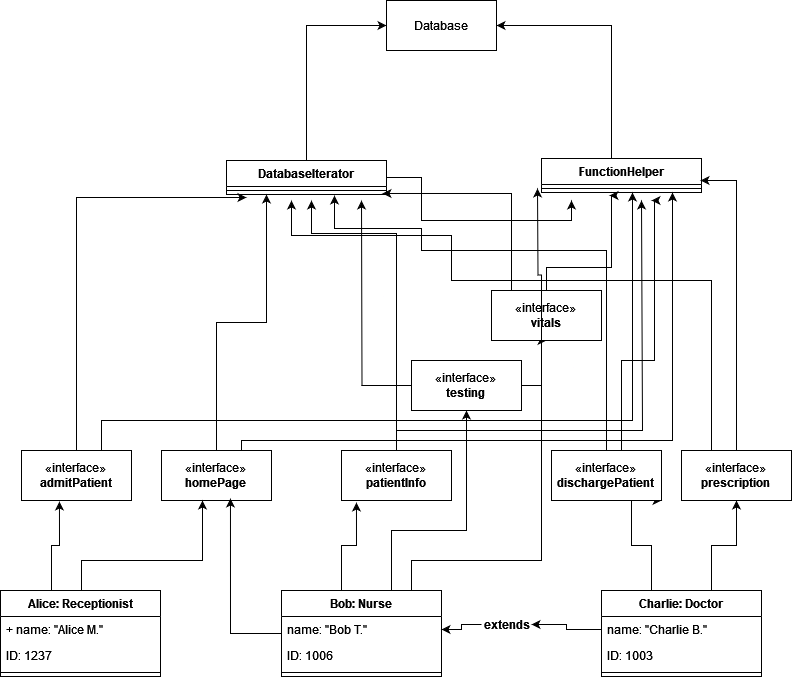 Database
DatabaseIterator
FunctionHelper
«interface»
vitals
«interface»
testing
«interface»
admitPatient
«interface»
homePage
«interface»
patientInfo
«interface»
dischargePatient
«interface»
prescription
Alice: Receptionist
+ name: "Alice M."
ID: 1237
Bob: Nurse
name: "Bob T."
ID: 1006
extends
Charlie: Doctor
name: "Charlie B."
ID: 1003